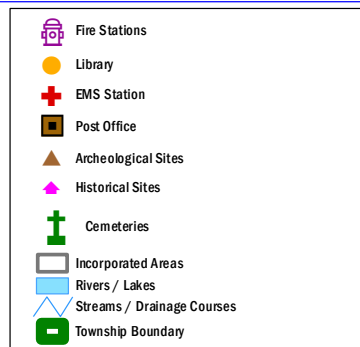 Fire Stations
Library
EMS Station
Post Office
Archeological Sites
Historical Sites
Cemeteries
Incorporated Areas
Rivers / Lakes
Streams / Drainage Courses
Township Boundary